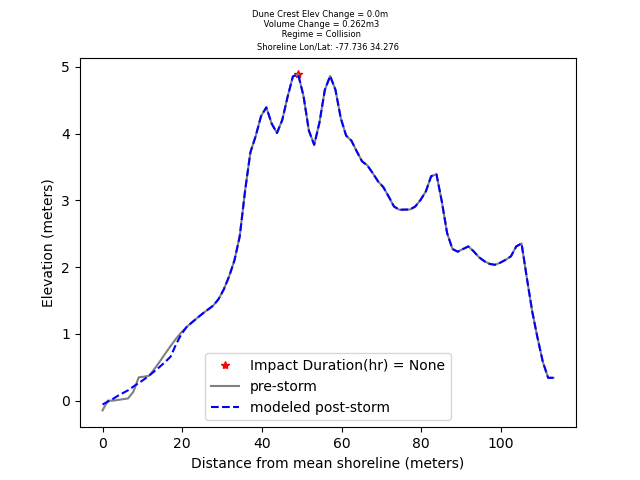 Dune Crest Elev Change = 0.0m
Volume Change = 0.262m3
Regime = Collision
Shoreline Lon/Lat: -77.736 34.276
5
4
3
2
1
0
Elevation (meters)
Impact Duration(hr) = None
pre-storm
modeled post-storm
0 20 40 60 80 100
Distance from mean shoreline (meters)